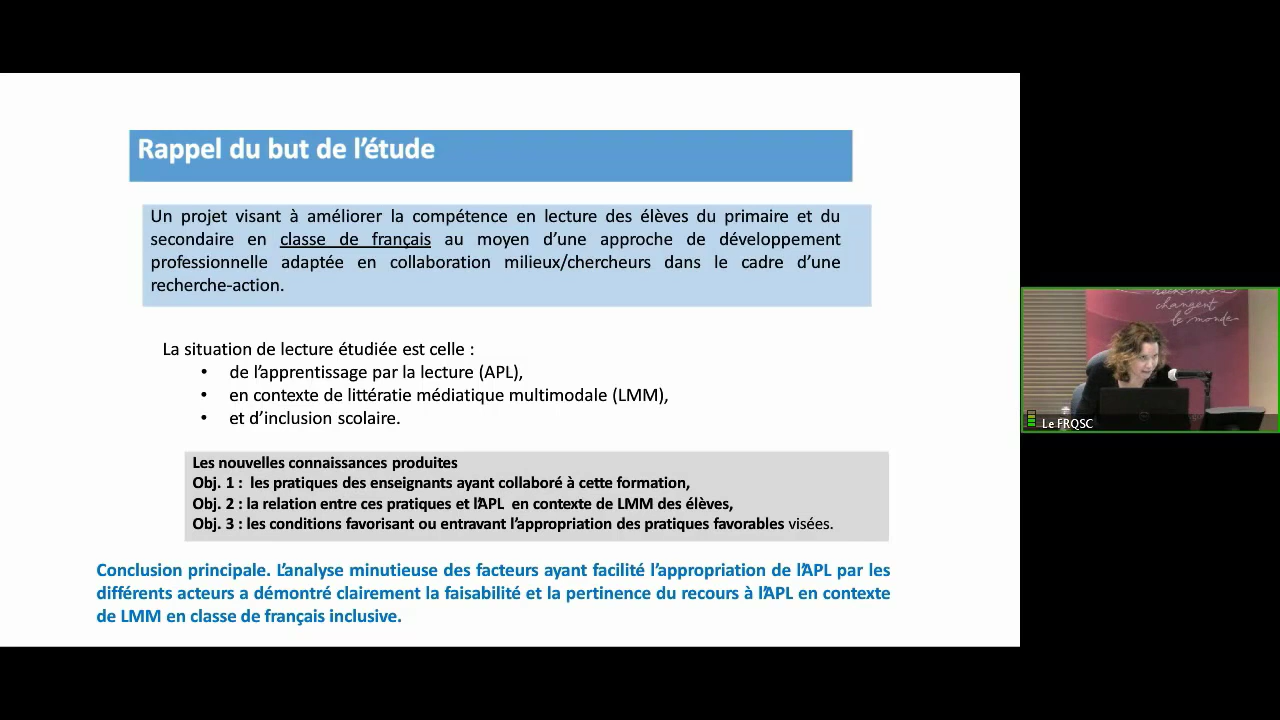 Rappel du but de l'étude
Un projet visant à améliorer la compétence en lecture des élèves du primaire et du
secondaire en classe de français au moyen d'une approche de développement
professionnelle adaptée en collaboration milieux/chercheurs dans le cadre d'une
recherche-action.
La situation de lecture étudiée est celle :
• de l'apprentissage par la lecture (APL),
• en contexte de littératie médiatique multimodale (LMM),
• et d'inclusion scolaire.
Les nouvelles connaissances produites
Obj. 1 : les pratiques des enseignants ayant collaboré à cette formation,
Obj. 2 : la relation entre ces pratiques et l'APL en contexte de LMM des élèves,
Obj. 3 : les conditions favorisant ou entravant l'appropriation des pratiques favorables visées.
Conclusion principale. L'analyse minutieuse des facteurs ayant facilité l'appropriation de l'APL par les
différents acteurs a démontré clairement la faisabilité et la pertinence du recours à l'APL en contexte
de LMM en classe de français inclusive.
changent
le monde
Le FRQSC